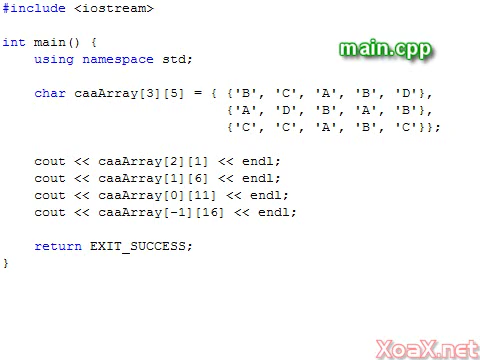 #include <iostream>
main.cpp
int main() {
    using namespace std;
    char caaArray[3][5] = { {'B', 'C', 'A', 'B', 'D'},
                            {'A', 'D', 'B', 'A', 'B'},
                            {'C', 'C', 'A', 'B', 'C'}};
    cout << caaArray[2][1] << endl;
    cout << caaArray[1][6] << endl;
    cout << caaArray[0][11] << endl;
    cout << caaArray[-1][16] << endl;
    return EXIT_SUCCESS;
}
XoaX.net